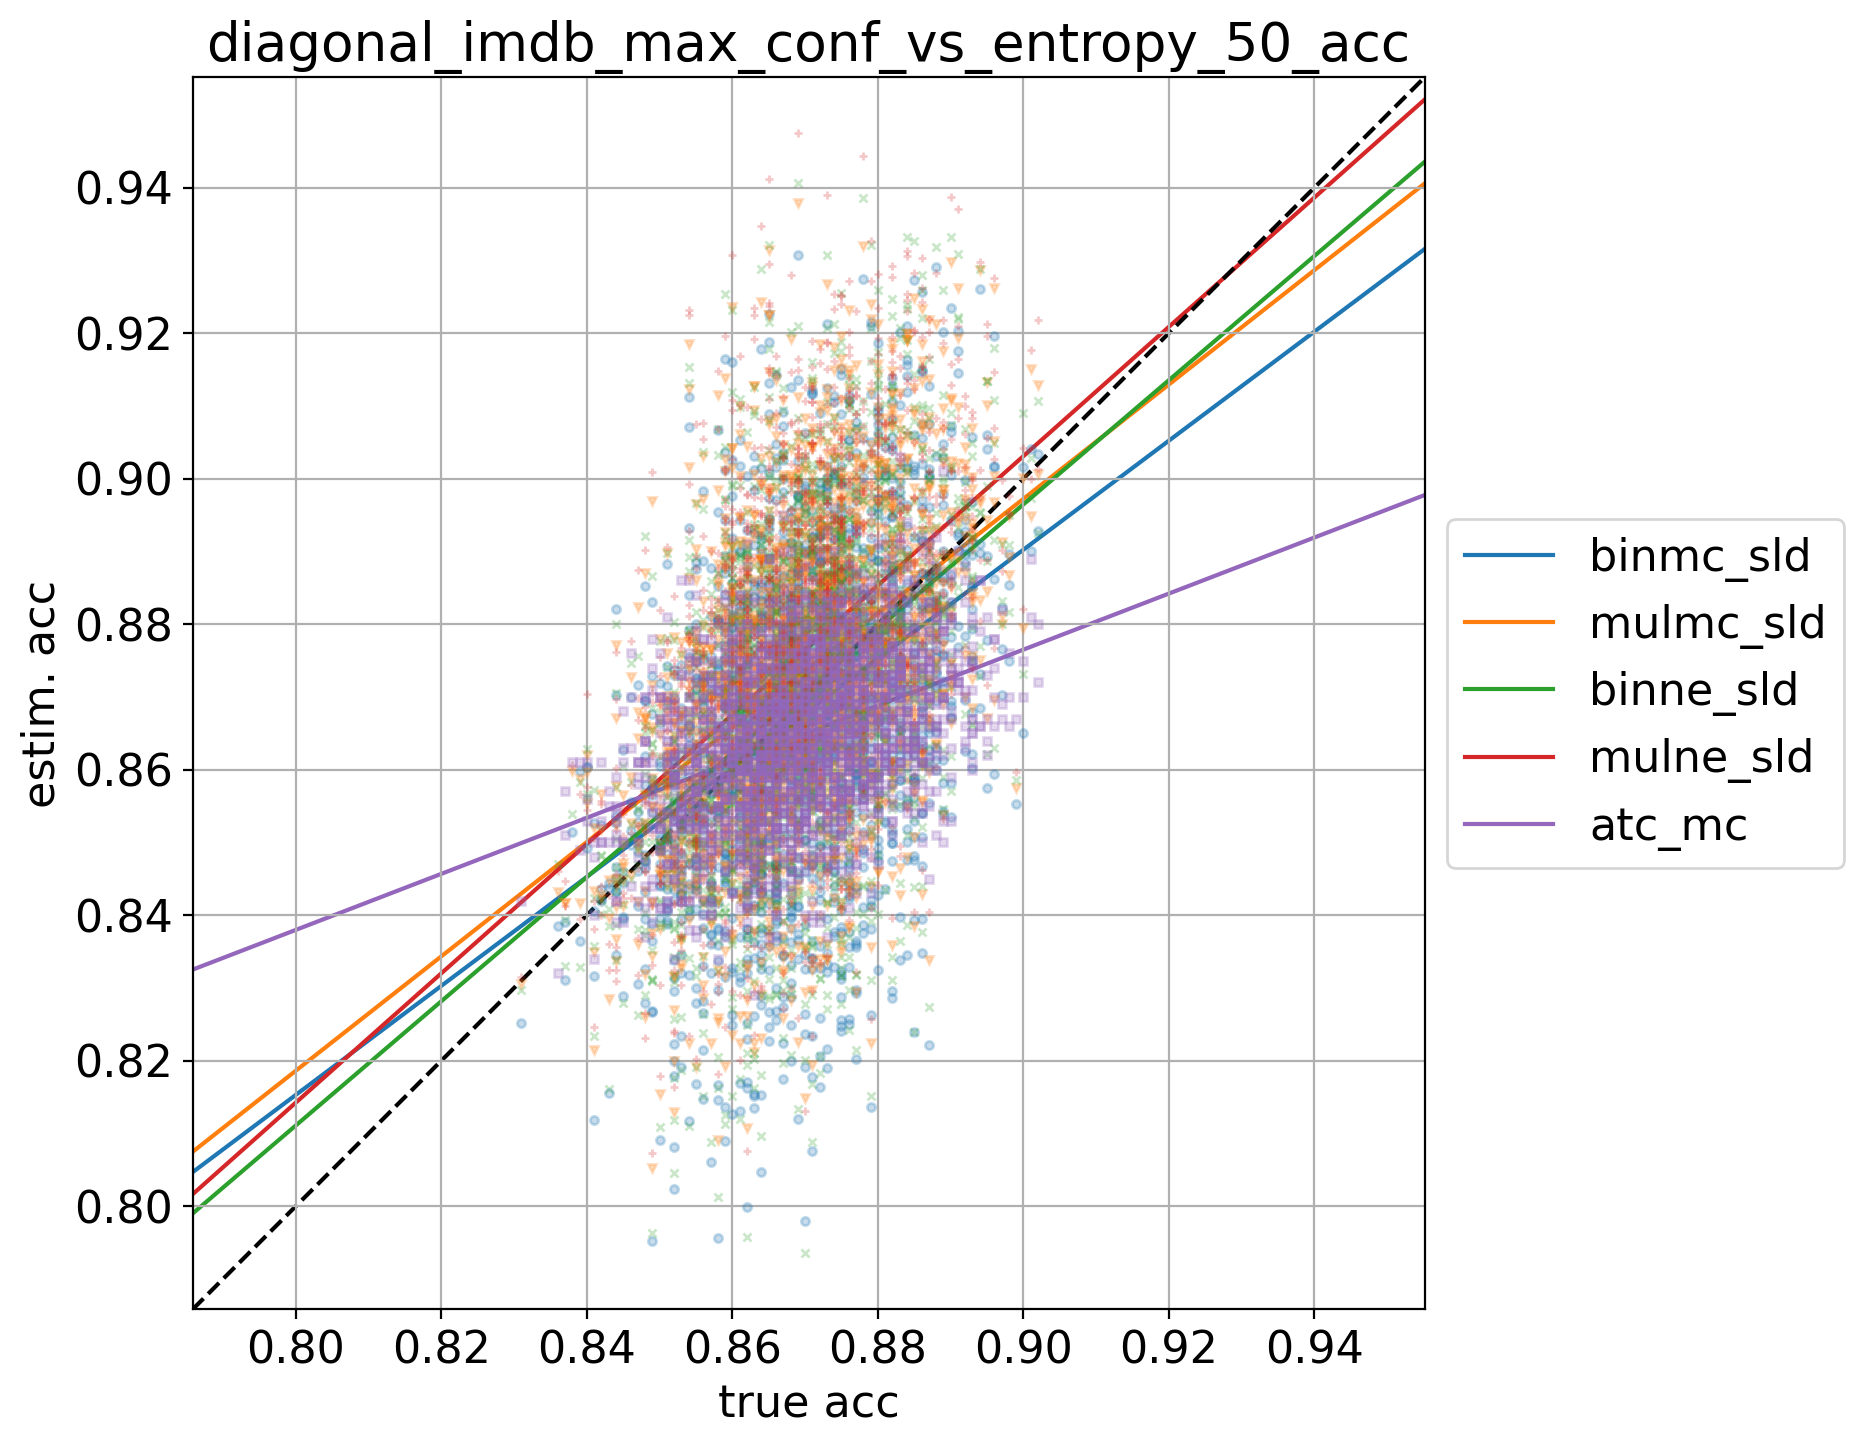 diagonal_imdb_max_conf_vs_entropy_50_acc
estim. acc
0.94
0.92
0.90
0.88
0.86
0.84
0.82
0.80
0.80 0.82 0.84 0.86 0.88 0.90 0.92 0.94
true acc
binmc_sld
mulmc_sld
binne_sld
mulne_sld
atc_mc